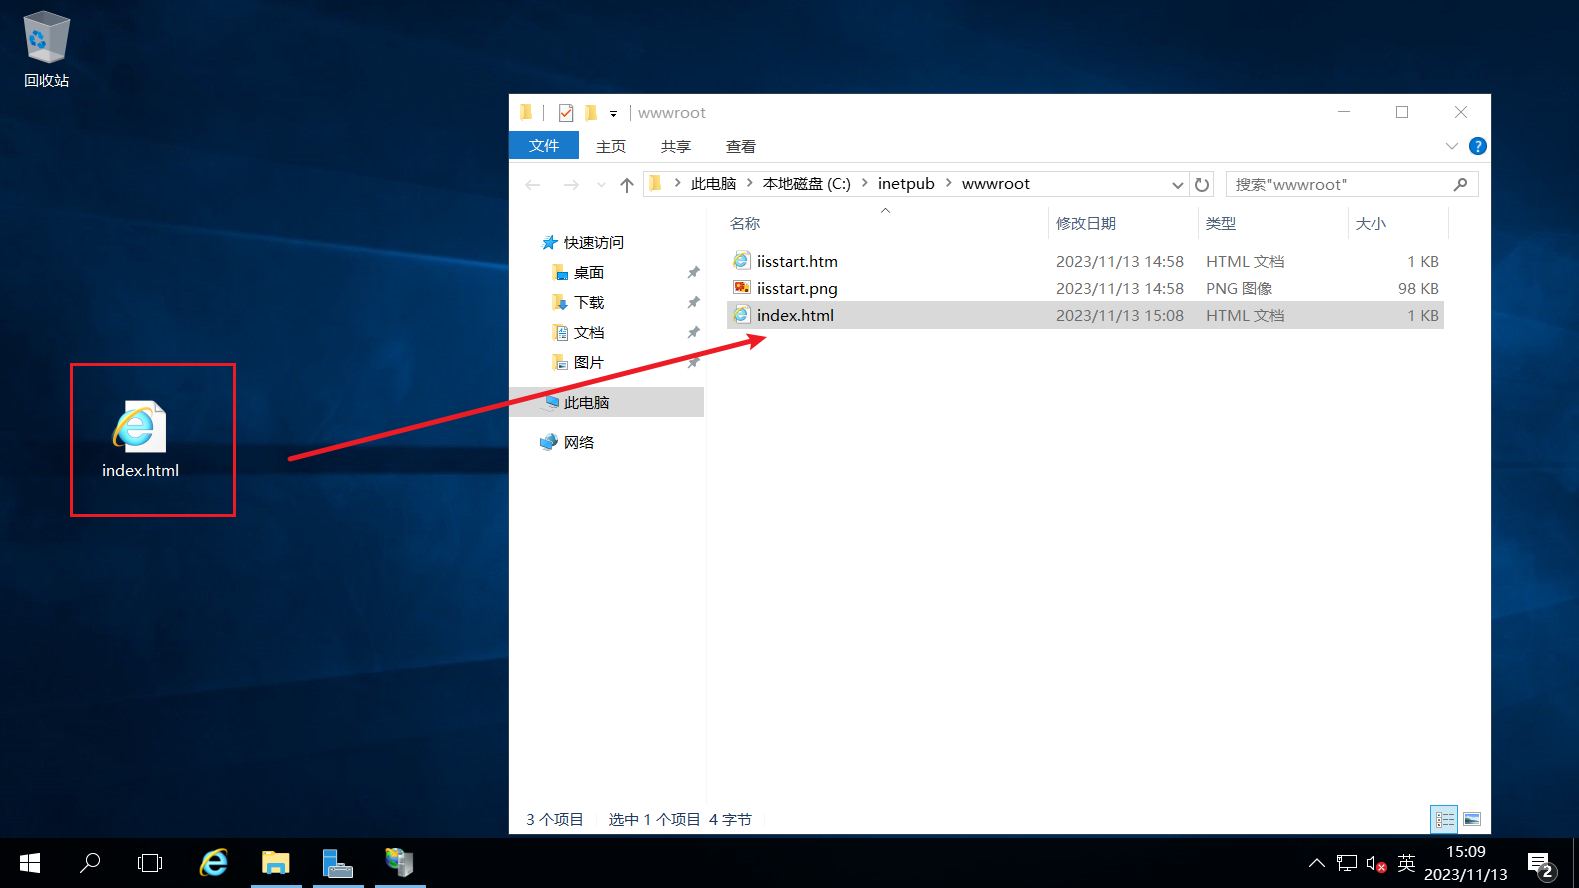 回收站
wwwroot
文件 主页 共享 查看
此电脑 本地磁盘 (C:) inetpub wwwroot
搜索"wwwroot"
名称 修改日期 类型 大小
快速访问
桌面
下载
文档
图片
此电脑
网络
iisstart.htm 2023/11/13 14:58 HTML 文档 1 KB
iisstart.png 2023/11/13 14:58 PNG 图像 98 KB
index.html 2023/11/13 15:08 HTML 文档 1 KB
index.html
3 个项目 选中 1 个项目 4 字节
英
15:09
2023/11/13
2